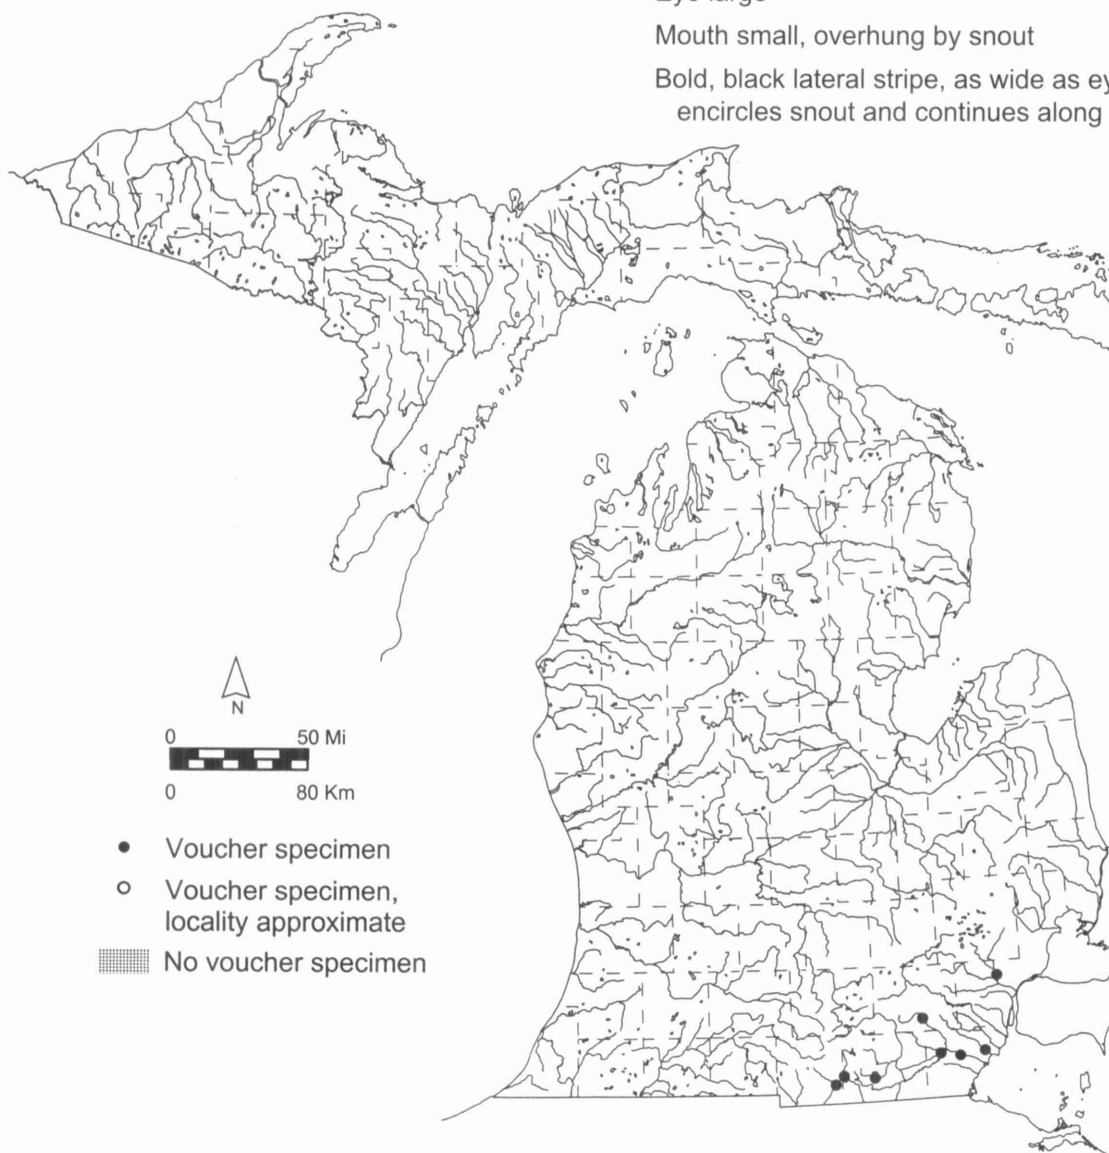 Mouth small, overhung by snout
Bold, black lateral stripe, as wide as
encircles snout and continues along
N
0 50 Mi
0 80 Km
Voucher specimen
Voucher specimen,
locality approximate
No voucher specimen